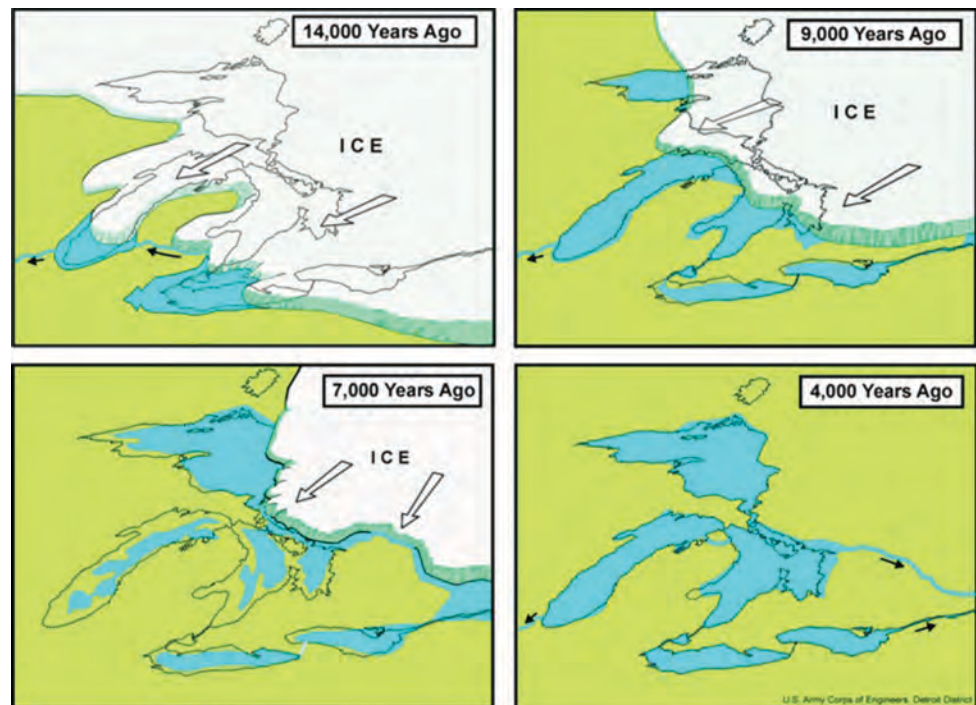 14,000 Years Ago
ICE
9,000 Years Ago
ICE
7,000 Years Ago
ICE
4,000 Years Ago
U.S. Army Corps of Engineers, Detroit District